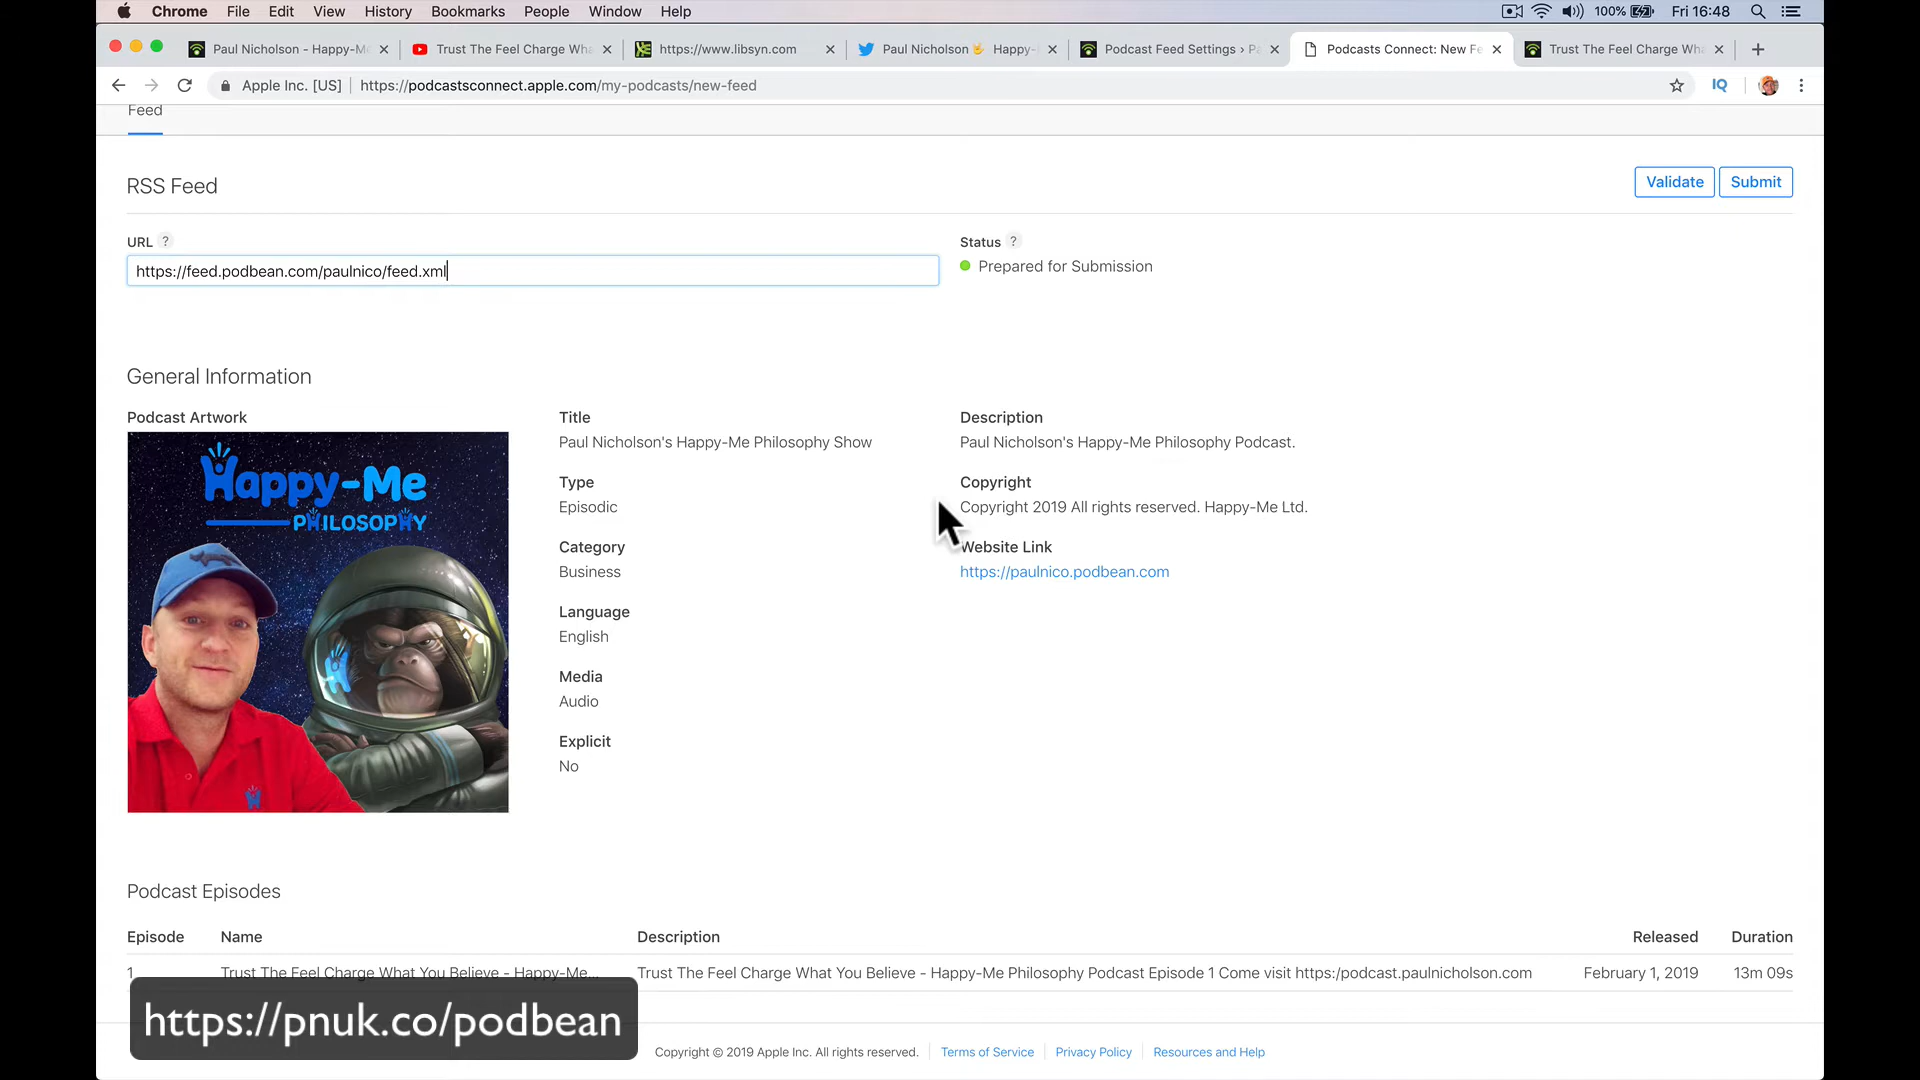 Chrome File Edit View History Bookmarks People Window Help 100% Fri 16:48
Paul Nicholson - Happy-Me
Trust The Feel Charge Wha
https://www.libsyn.com
Paul Nicholson 🤟 Happy-
Podcast Feed Settings › Pa
Podcasts Connect: New Fe
Trust The Feel Charge Wha
Apple Inc. [US] https://podcastsconnect.apple.com/my-podcasts/new-feed IQ
Feed
RSS Feed
Validate Submit
URL ?
https://feed.podbean.com/paulnico/feed.xml
Status ?
Prepared for Submission
General Information
Podcast Artwork
Happy-Me
PHILOSOPHY
Title
Paul Nicholson's Happy-Me Philosophy Show
Type
Episodic
Category
Business
Language
English
Media
Audio
Explicit
No
Description
Paul Nicholson's Happy-Me Philosophy Podcast.
Copyright
Copyright 2019 All rights reserved. Happy-Me Ltd.
Website Link
https://paulnico.podbean.com
Podcast Episodes
Episode Name Description Released Duration
1 Trust The Feel Charge What You Believe - Happy-Me... Trust The Feel Charge What You Believe - Happy-Me Philosophy Podcast Episode 1 Come visit https:/podcast.paulnicholson.com February 1, 2019 13m 09s
https://pnuk.co/podbean
Copyright © 2019 Apple Inc. All rights reserved. Terms of Service Privacy Policy Resources and Help